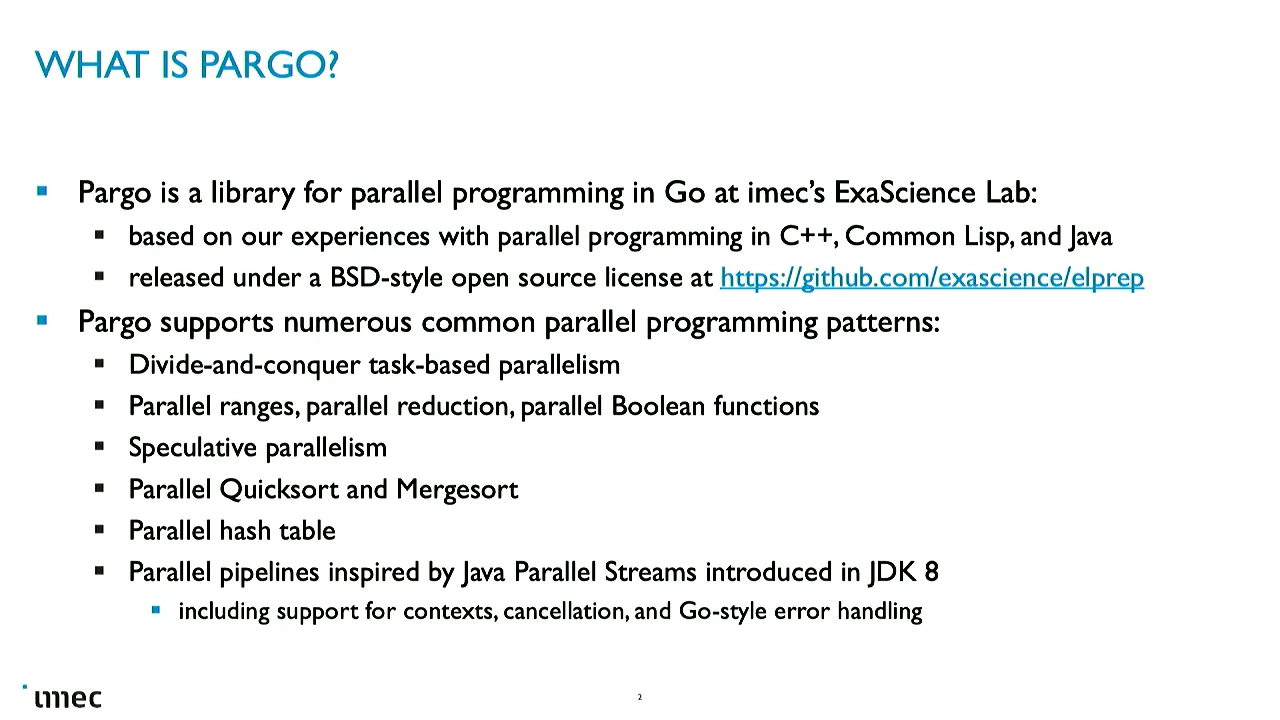 WHAT IS PARGO?
Pargo is a library for parallel programming in Go at imec's ExaScience Lab:
based on our experiences with parallel programming in C++, Common Lisp, and Java
released under a BSD-style open source license at https://github.com/exascience/elprep
Pargo supports numerous common parallel programming patterns:
Divide-and-conquer task-based parallelism
Parallel ranges, parallel reduction, parallel Boolean functions
Speculative parallelism
Parallel Quicksort and Mergesort
Parallel hash table
Parallel pipelines inspired by Java Parallel Streams introduced in JDK 8
including support for contexts, cancellation, and Go-style error handling
imec
2